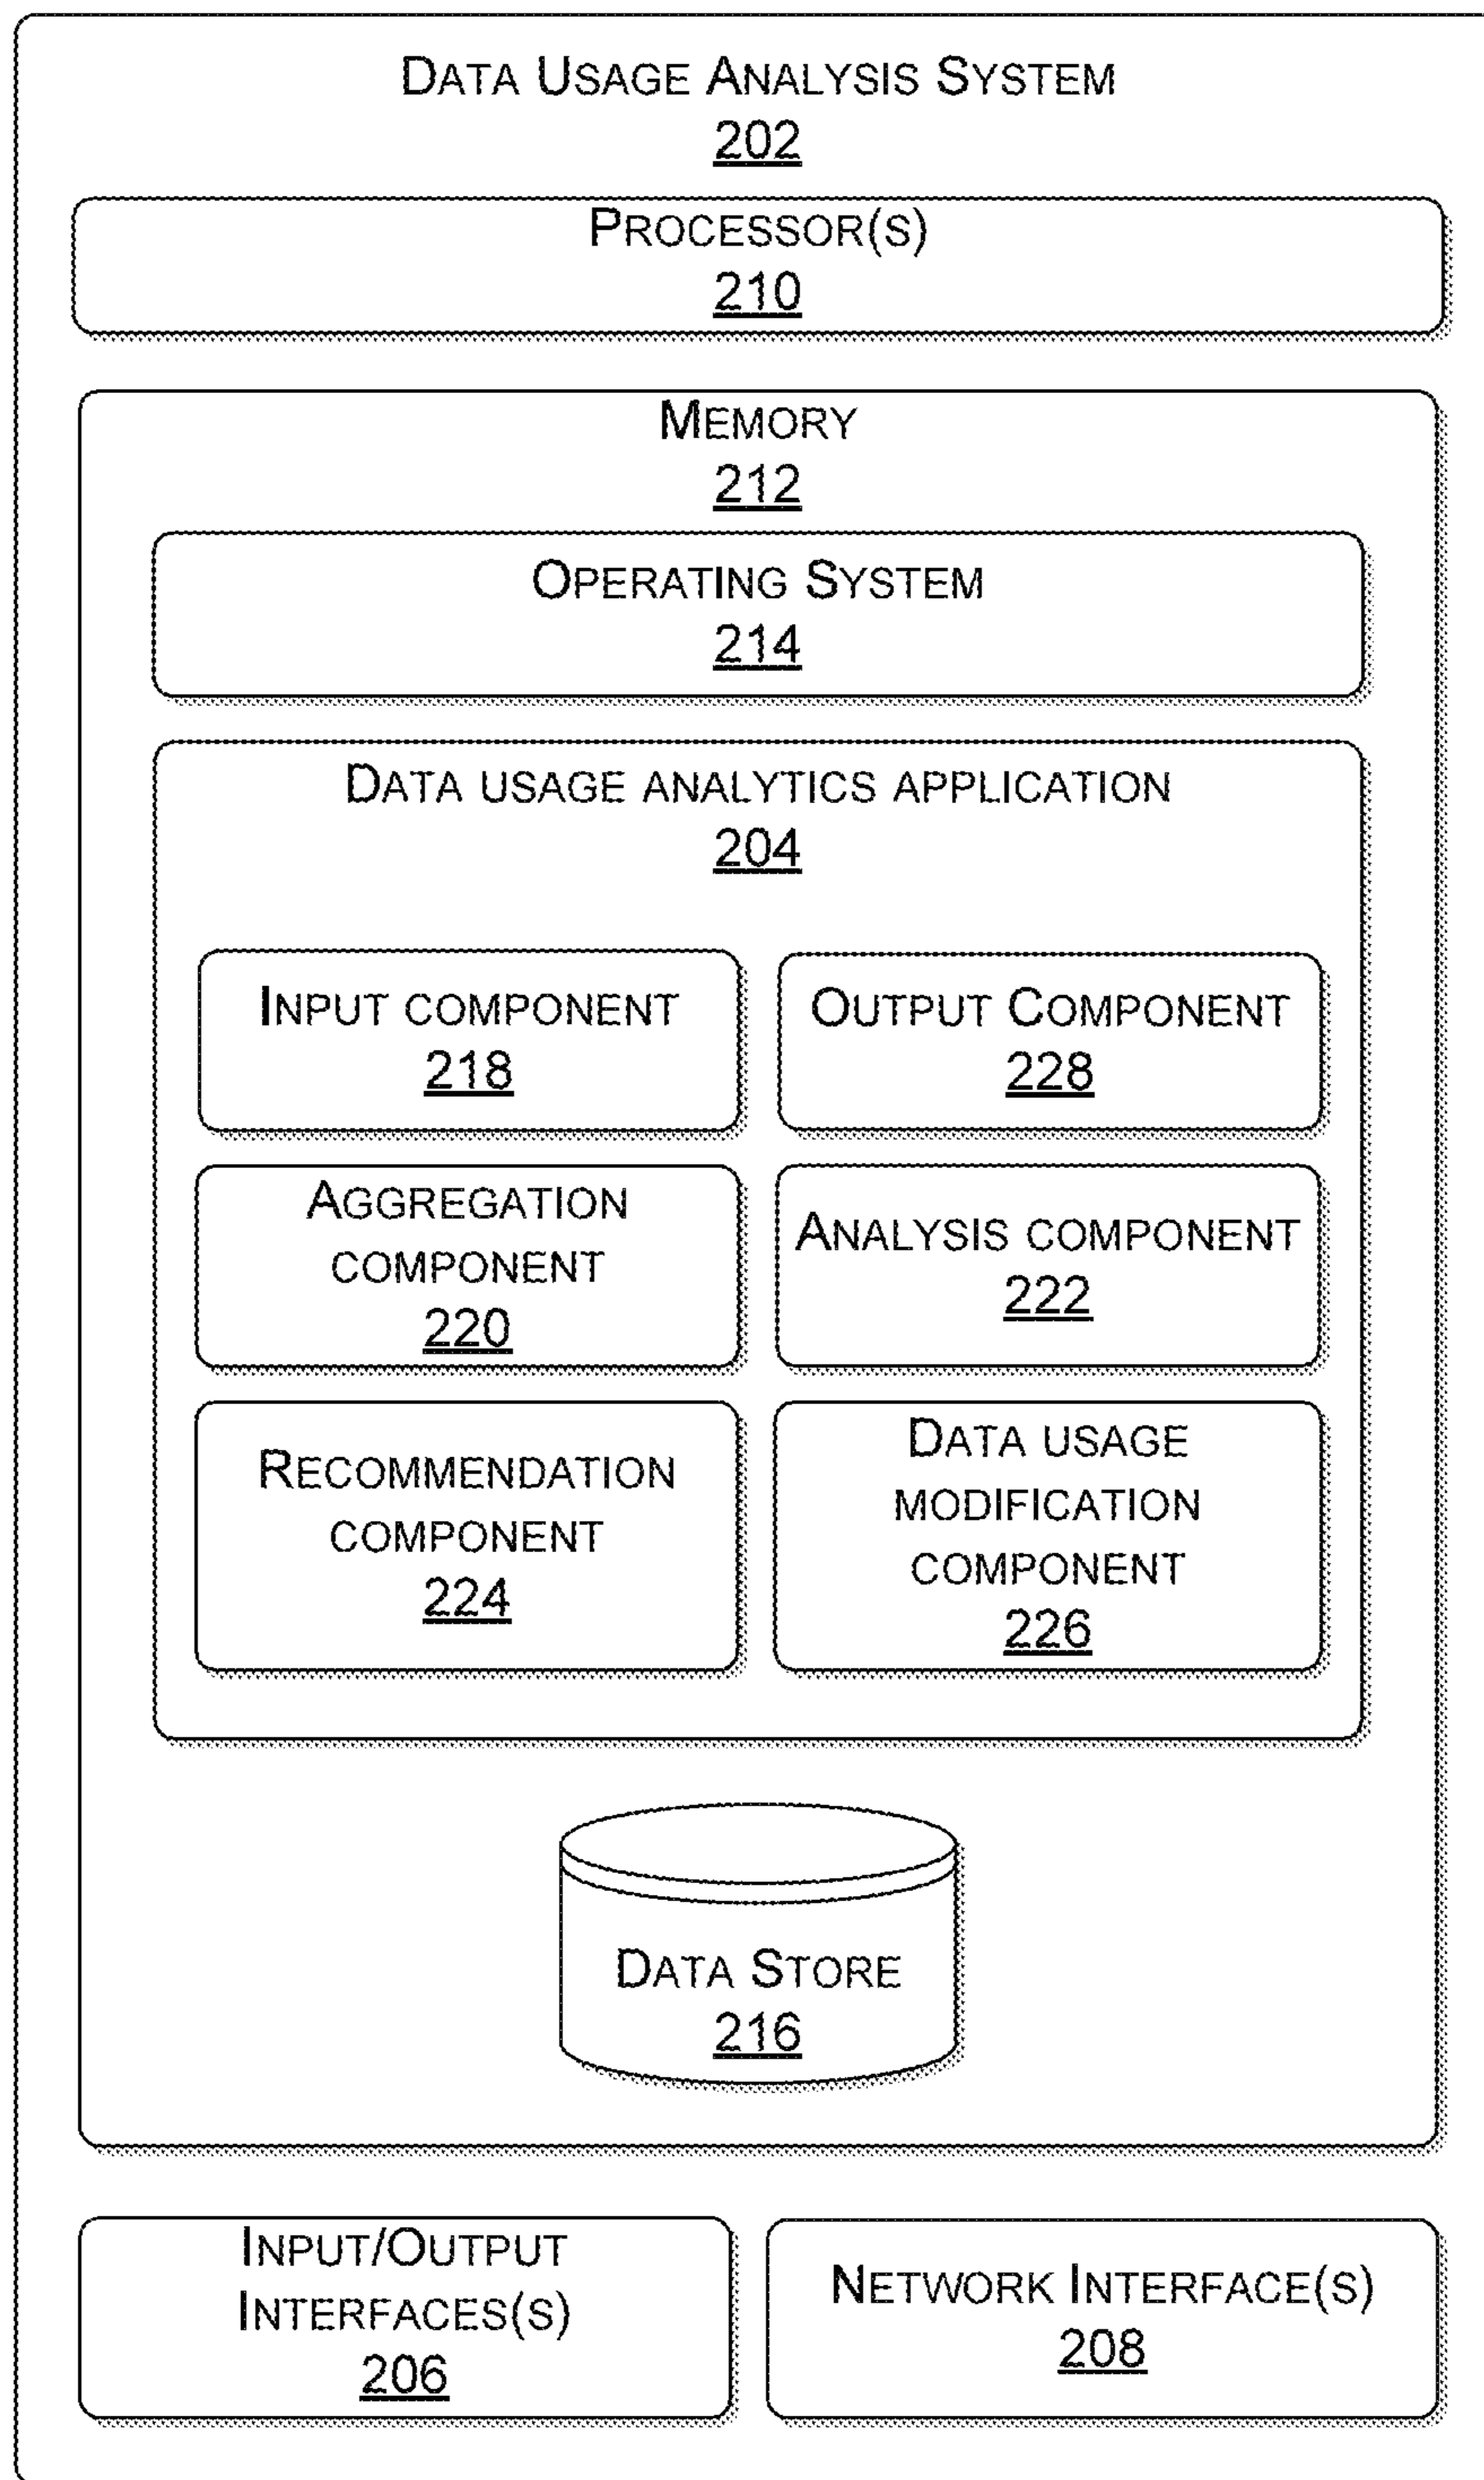 DATA USAGE ANALYSIS SYSTEM
202
PROCESSOR(S)
210
MEMORY
212
OPERATING SYSTEM
214
DATA USAGE ANALYTICS APPLICATION
204
INPUT COMPONENT
218
OUTPUT COMPONENT
228
AGGREGATION
COMPONENT
220
ANALYSIS COMPONENT
222
RECOMMENDATION
COMPONENT
224
DATA USAGE
MODIFICATION
COMPONENT
226
DATA STORE
216
INPUT/OUTPUT
INTERFACES(S)
206
NETWORK INTERFACE(S)
208